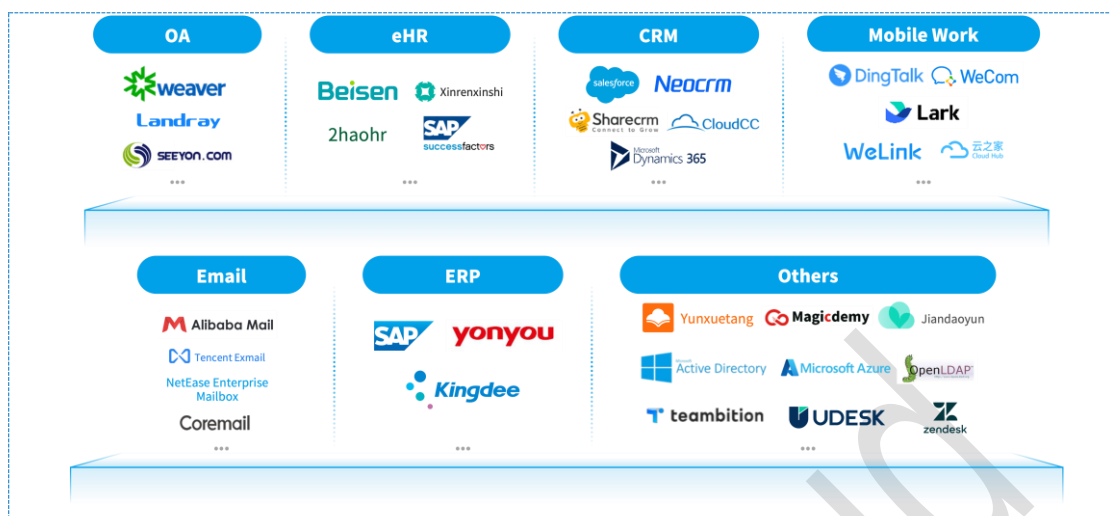 OA
eHR
CRM
Mobile Work
weaver
Landray
SEEYON.COM
...
Beisen
Xinrenxinshi
2haohr
SAP
successfactors
...
salesforce
Neocrm
Sharecrm
Connect to Grow
CloudCC
Microsoft
Dynamics 365
...
DingTalk
WeCom
Lark
WeLink
云之家
Cloud Hub
...
Email
ERP
Others
Alibaba Mail
Tencent Exmail
NetEase Enterprise
Mailbox
Coremail
...
SAP
yonyou
Kingdee
...
Yunxuetang
Magicdemy
Jiandaoyun
Microsoft
Active Directory
Microsoft Azure
OpenLDAP
teambition
UDESK
zendesk
...